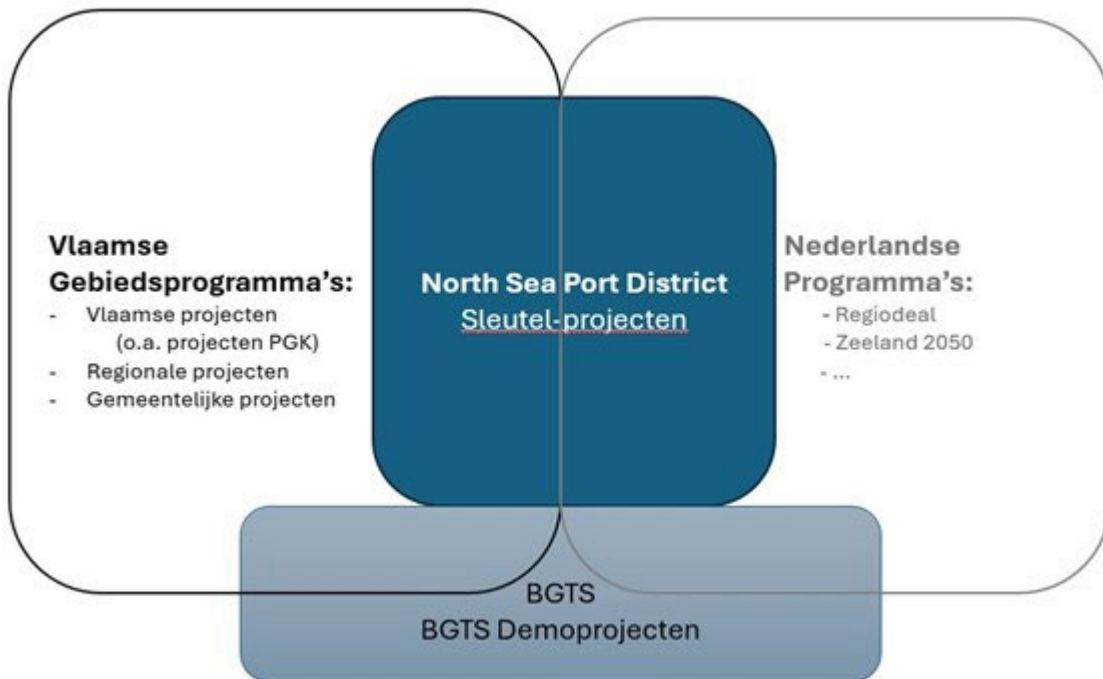 Vlaamse
Gebiedsprogramma's:
- Vlaamse projecten
(o.a. projecten PGK)
- Regionale projecten
- Gemeentelijke projecten
North Sea Port District
Sleutel-projecten
Nederlandse
Programma's:
- Regiodeal
- Zeeland 2050
- ...
BGTS
BGTS Demoprojecten